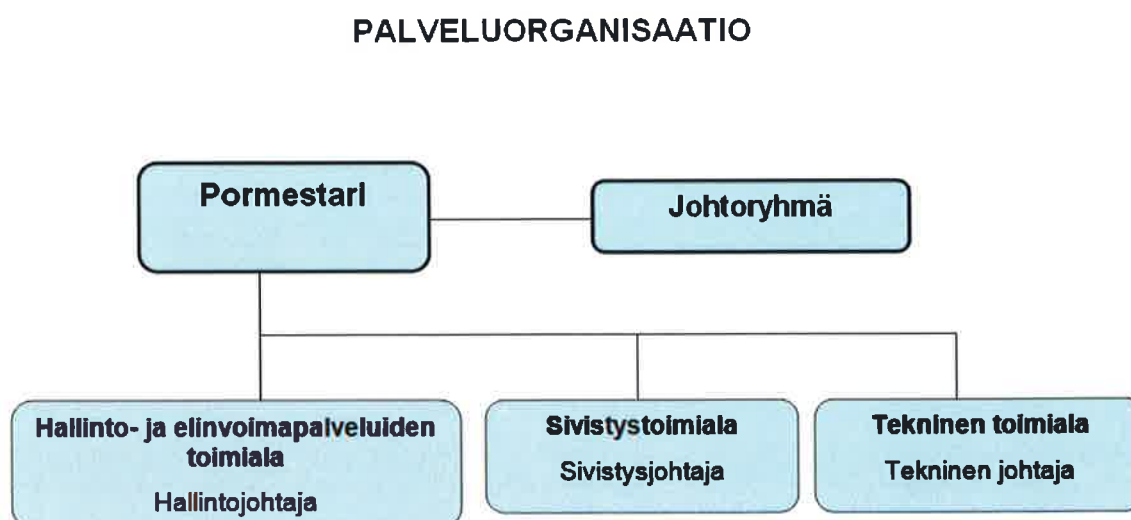 PALVELUORGANISAATIO
Pormestari
Johtoryhmä
Hallinto- ja elinvoimapalveluiden
toimiala
Hallintojohtaja
Sivistystoimiala
Sivistysjohtaja
Tekninen toimiala
Tekninen johtaja